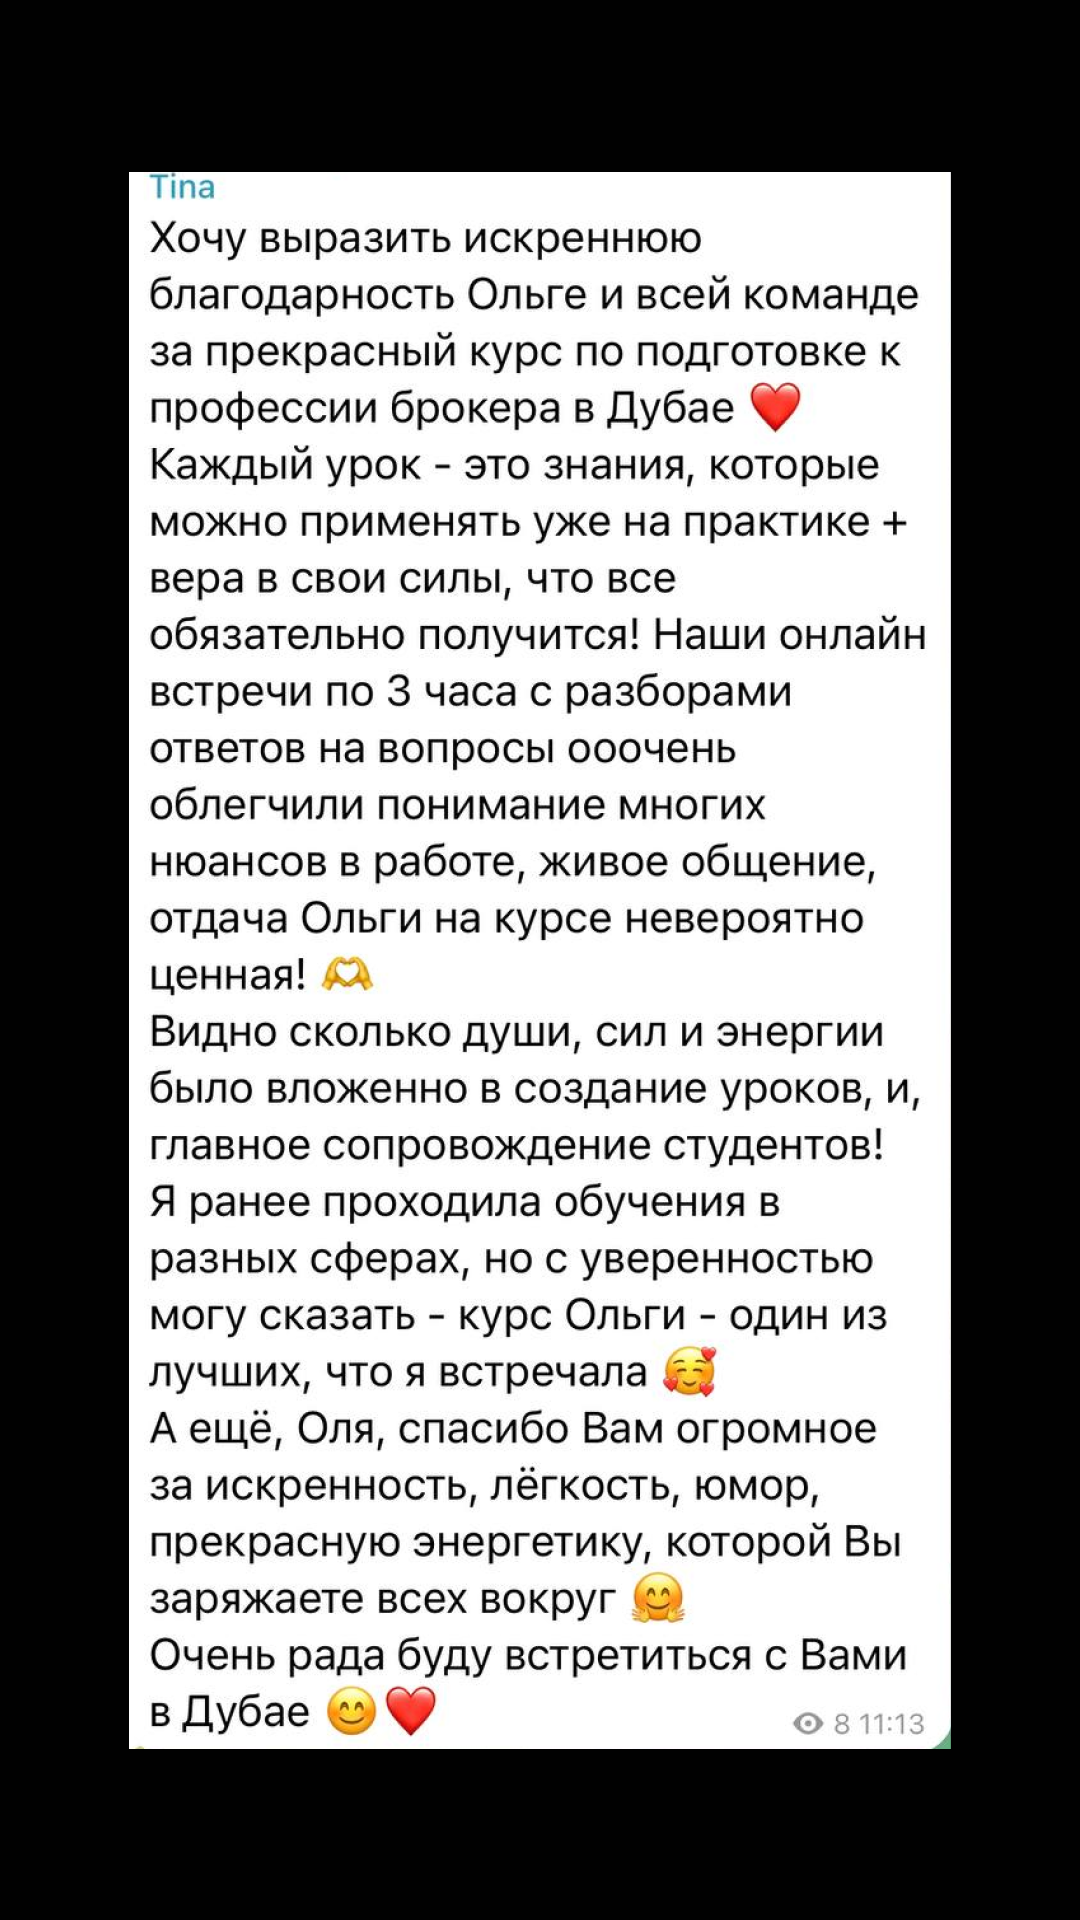 Tina
Хочу выразить искреннюю
благодарность Ольге и всей команде
за прекрасный курс по подготовке к
профессии брокера в Дубае ❤️
Каждый урок - это знания, которые
можно применять уже на практике +
вера в свои силы, что все
обязательно получится! Наши онлайн
встречи по 3 часа с разборами
ответов на вопросы ооочень
облегчили понимание многих
нюансов в работе, живое общение,
отдача Ольги на курсе невероятно
ценная! 🫶
Видно сколько души, сил и энергии
было вложенно в создание уроков, и,
главное сопровождение студентов!
Я ранее проходила обучения в
разных сферах, но с уверенностью
могу сказать - курс Ольги - один из
лучших, что я встречала 🥰
А ещё, Оля, спасибо Вам огромное
за искренность, лёгкость, юмор,
прекрасную энергетику, которой Вы
заряжаете всех вокруг 🤗
Очень рада буду встретиться с Вами
в Дубае 😊❤️
8 11:13